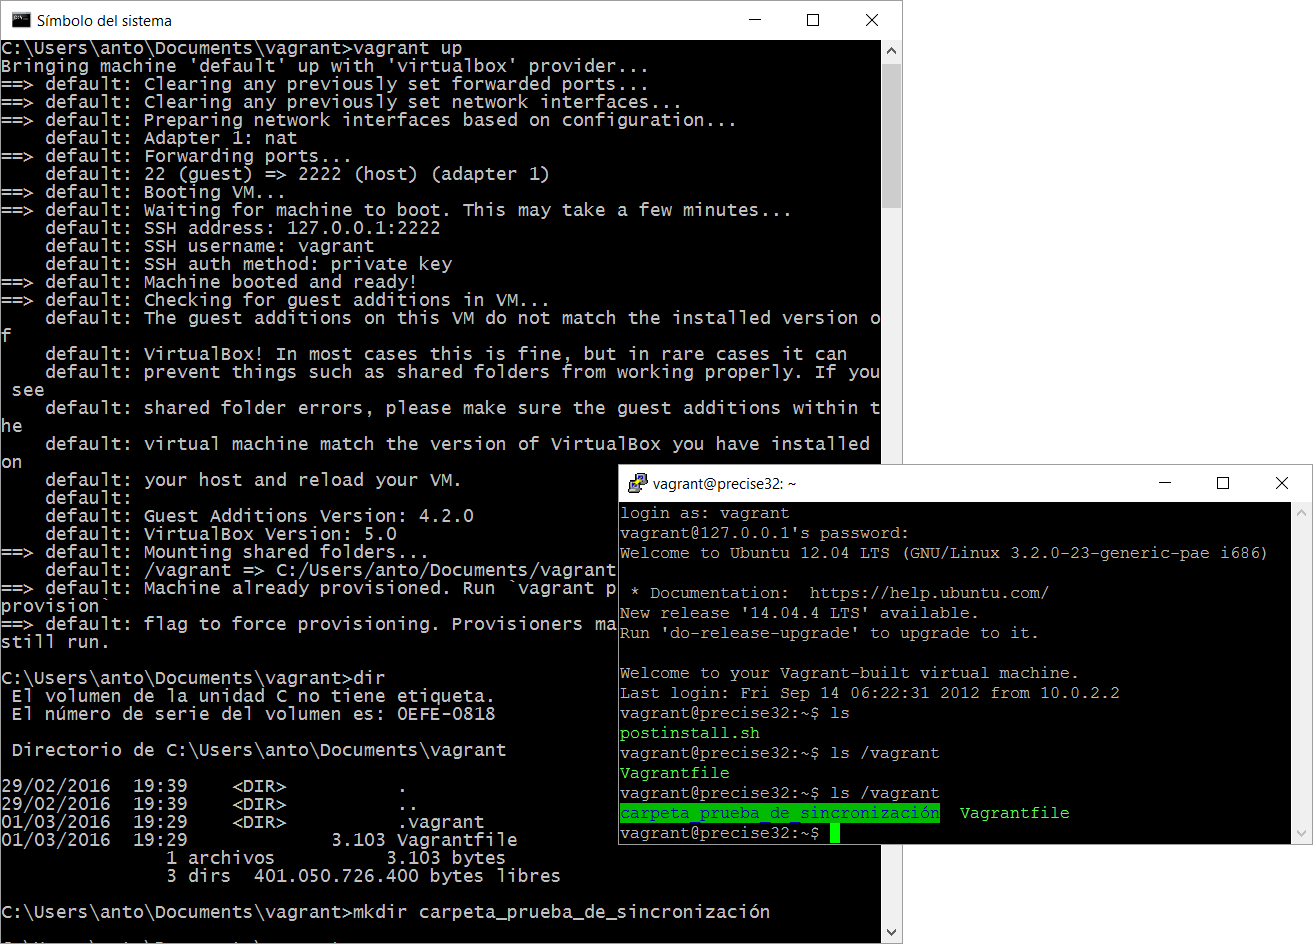 Símbolo del sistema
C:\Users\anto\Documents\vagrant>vagrant up
Bringing machine 'default' up with 'virtualbox' provider...
==> default: Clearing any previously set forwarded ports...
==> default: Clearing any previously set network interfaces...
==> default: Preparing network interfaces based on configuration...
    default: Adapter 1: nat
==> default: Forwarding ports...
    default: 22 (guest) => 2222 (host) (adapter 1)
==> default: Booting VM...
==> default: Waiting for machine to boot. This may take a few minutes...
    default: SSH address: 127.0.0.1:2222
    default: SSH username: vagrant
    default: SSH auth method: private key
==> default: Machine booted and ready!
==> default: Checking for guest additions in VM...
    default: The guest additions on this VM do not match the installed version o
f
    default: VirtualBox! In most cases this is fine, but in rare cases it can
    default: prevent things such as shared folders from working properly. If you
 see
    default: shared folder errors, please make sure the guest additions within t
he
    default: virtual machine match the version of VirtualBox you have installed
on
    default: your host and reload your VM.
    default:
    default: Guest Additions Version: 4.2.0
    default: VirtualBox Version: 5.0
==> default: Mounting shared folders...
    default: /vagrant => C:/Users/anto/Documents/vagrant
==> default: Machine already provisioned. Run `vagrant p
provision`
==> default: flag to force provisioning. Provisioners ma
still run.
C:\Users\anto\Documents\vagrant>dir
 El volumen de la unidad C no tiene etiqueta.
 El número de serie del volumen es: 0EFE-0818
 Directorio de C:\Users\anto\Documents\vagrant
29/02/2016  19:39    <DIR>          .
29/02/2016  19:39    <DIR>          ..
01/03/2016  19:29    <DIR>          .vagrant
01/03/2016  19:29             3.103 Vagrantfile
               1 archivos          3.103 bytes
               3 dirs  401.050.726.400 bytes libres
C:\Users\anto\Documents\vagrant>mkdir carpeta_prueba_de_sincronización
vagrant@precise32: ~
login as: vagrant
vagrant@127.0.0.1's password:
Welcome to Ubuntu 12.04 LTS (GNU/Linux 3.2.0-23-generic-pae i686)
 * Documentation:  https://help.ubuntu.com/
New release '14.04.4 LTS' available.
Run 'do-release-upgrade' to upgrade to it.
Welcome to your Vagrant-built virtual machine.
Last login: Fri Sep 14 06:22:31 2012 from 10.0.2.2
vagrant@precise32:~$ ls
postinstall.sh
vagrant@precise32:~$ ls /vagrant
Vagrantfile
vagrant@precise32:~$ ls /vagrant
carpeta_prueba_de_sincronización  Vagrantfile
vagrant@precise32:~$